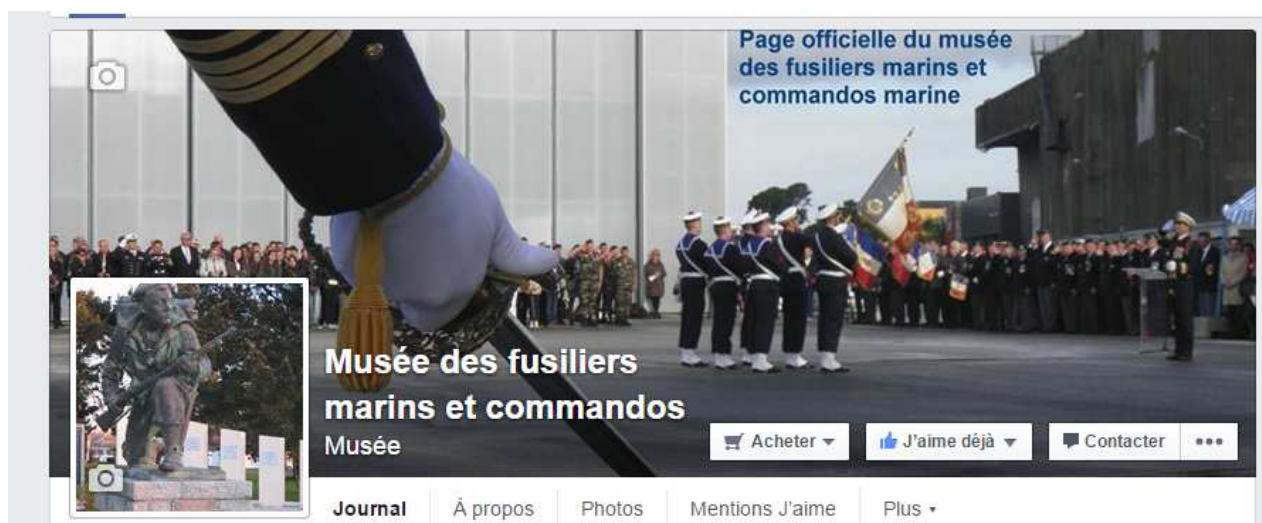 Page officielle du musée
des fusiliers marins et
commandos marine
Musée des fusiliers
marins et commandos
Musée
Acheter
J'aime déjà
Contacter
Journal
À propos
Photos
Mentions J'aime
Plus